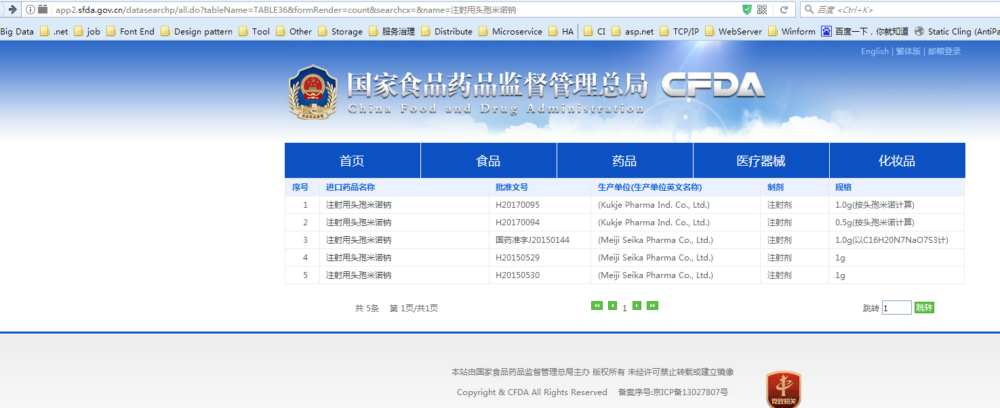 app2.sfda.gov.cn/datasearchp/all.do?tableName=TABLE36&formRender=count&searchcx=&name=注射用头孢米诺钠 百度 <Ctrl+K>
Big Data .net job Font End Design pattern Tool Other Storage 服务治理 Distribute Microservice HA CI asp.net TCP/IP WebServer Winform 百度一下，你就知道 Static Cling (AntiPa
English | 繁体版 | 邮箱登录
国家食品药品监督管理总局 CFDA
China Food and Drug Administration
首页 食品 药品 医疗器械 化妆品
序号 进口药品名称 批准文号 生产单位(生产单位英文名称) 制剂 规格
1 注射用头孢米诺钠 H20170095 (Kukje Pharma Ind. Co., Ltd.) 注射剂 1.0g(按头孢米诺计算)
2 注射用头孢米诺钠 H20170094 (Kukje Pharma Ind. Co., Ltd.) 注射剂 0.5g(按头孢米诺计算)
3 注射用头孢米诺钠 国药准字J20150144 (Meiji Seika Pharma Co., Ltd.) 注射剂 1.0g(以C16H20N7NaO7S3计)
4 注射用头孢米诺钠 H20150529 (Meiji Seika Pharma Co., Ltd.) 注射剂 1g
5 注射用头孢米诺钠 H20150530 (Meiji Seika Pharma Co., Ltd.) 注射剂 1g
共 5条 第 1页/共1页 1 跳转 1 跳转
本站由国家食品药品监督管理总局主办 版权所有 未经许可禁止转载或建立镜像
Copyright & CFDA All Rights Reserved 备案序号:京ICP备13027807号
党政机关